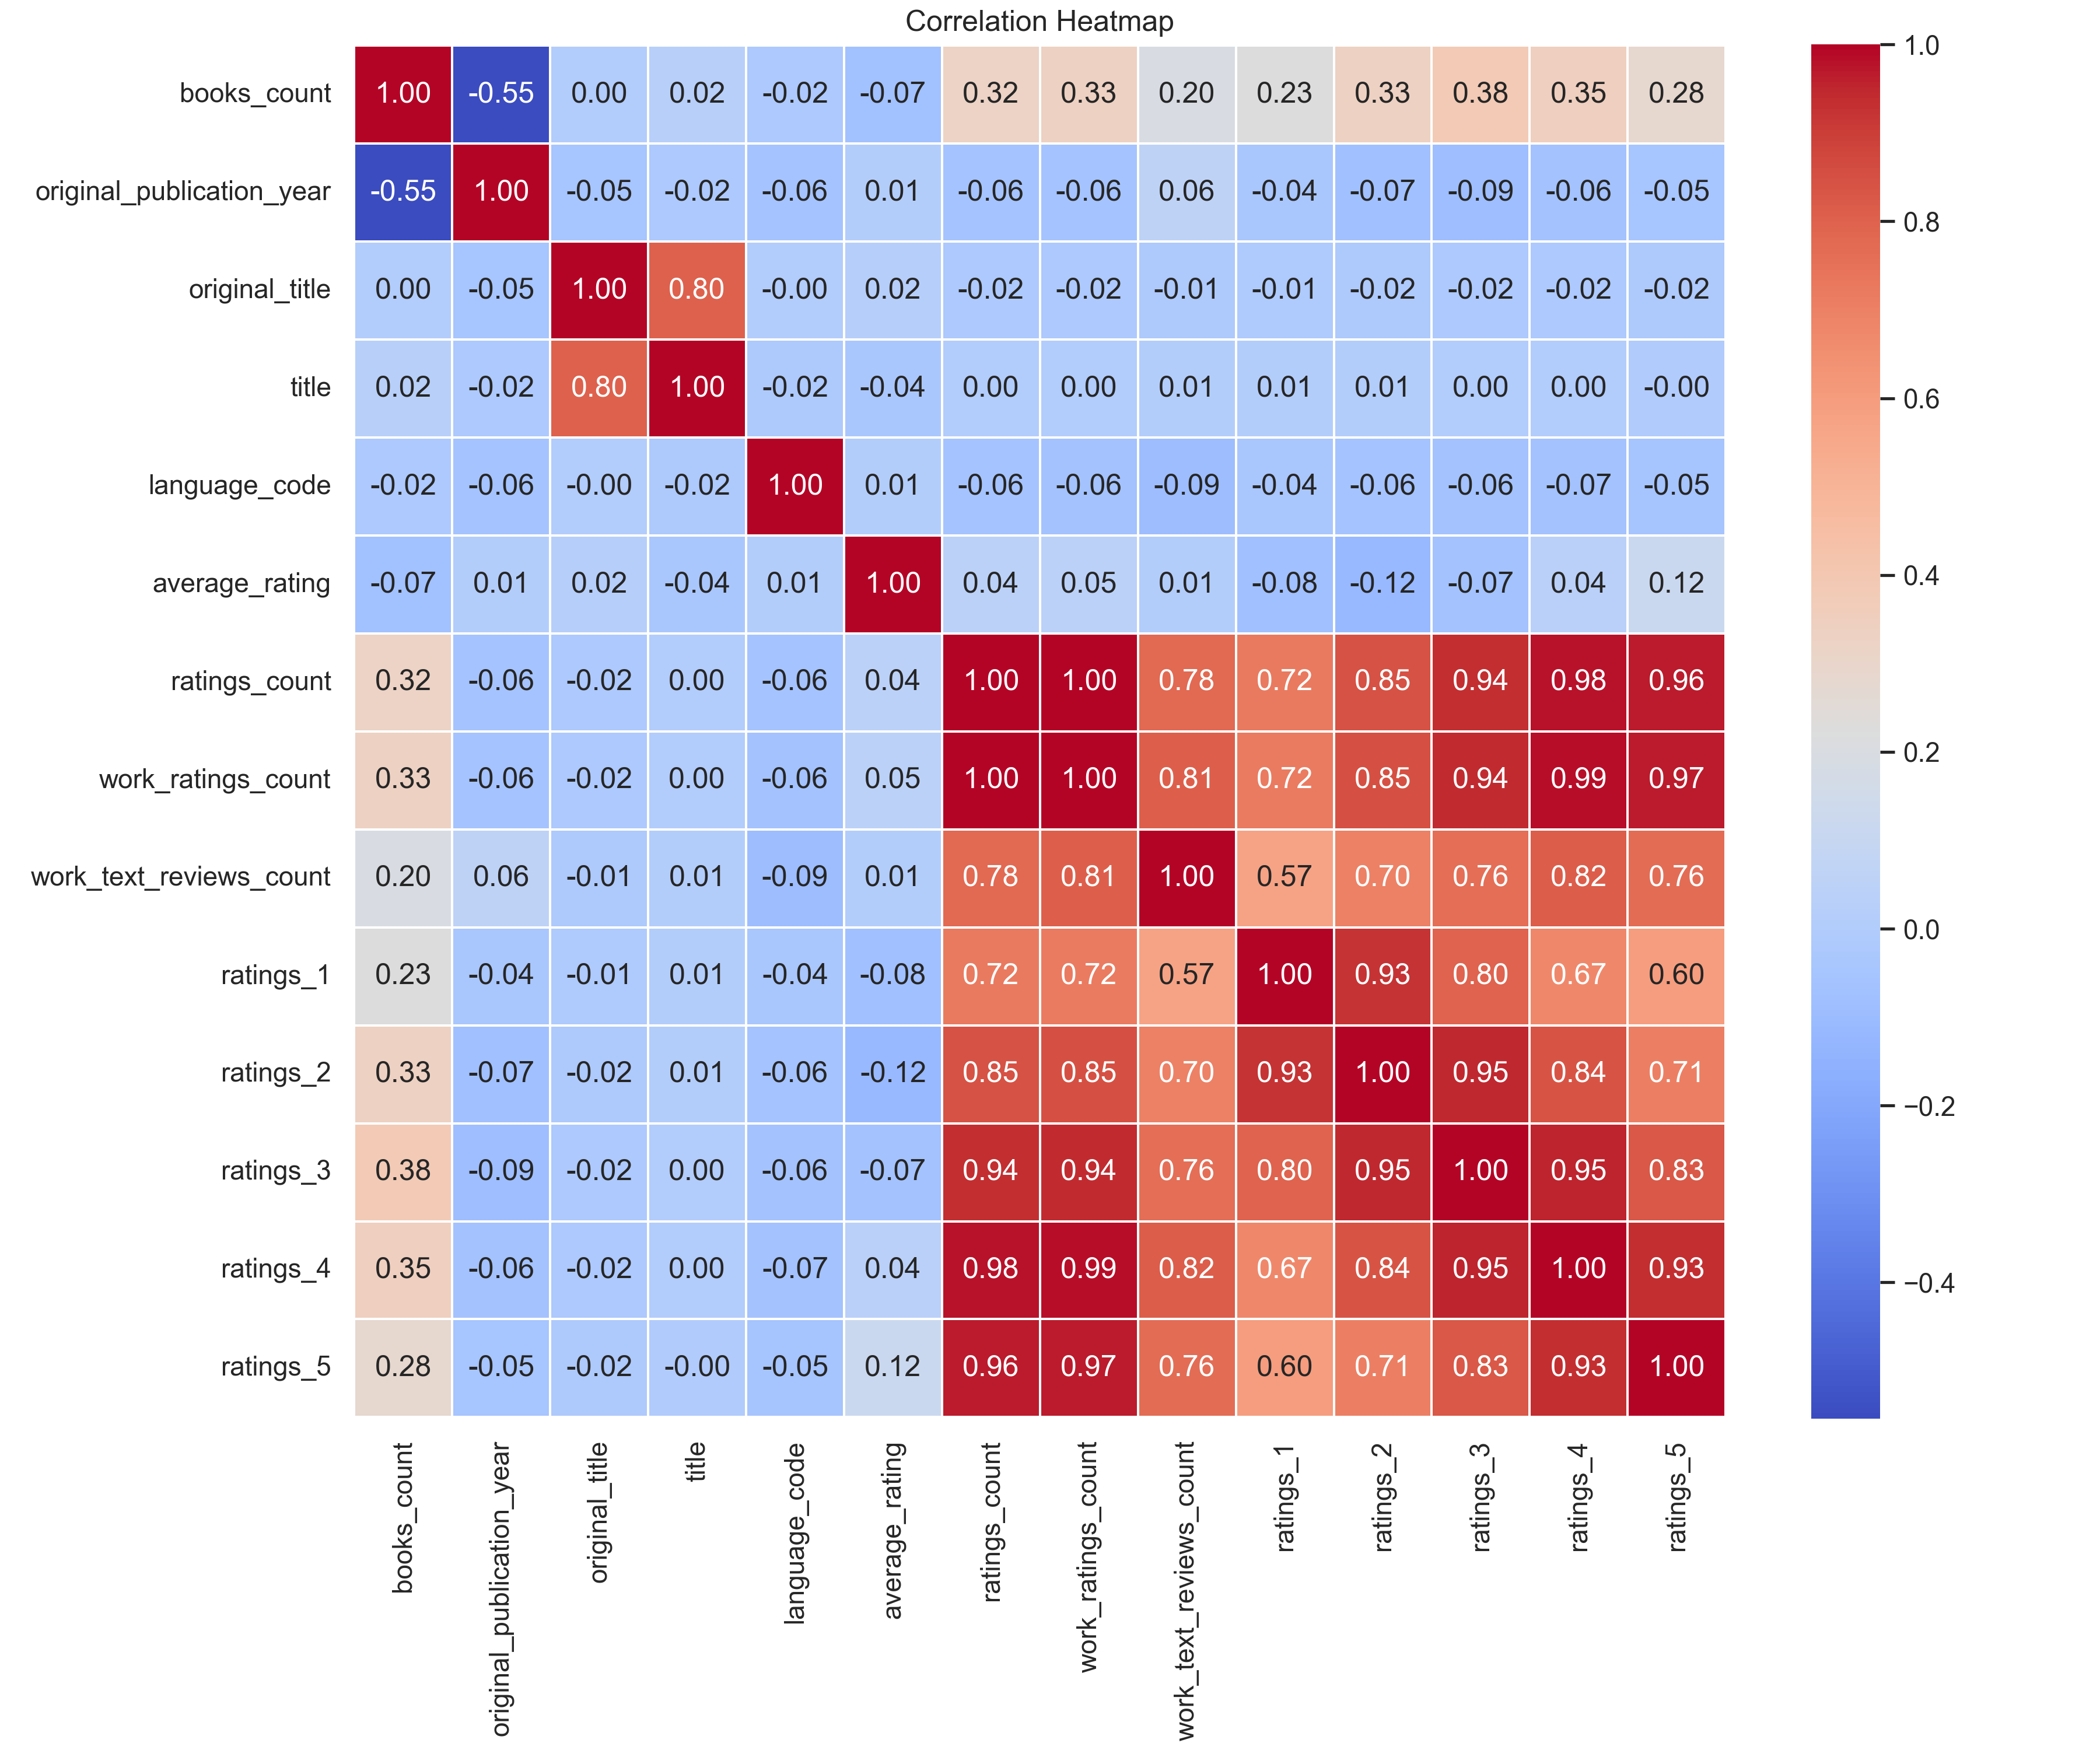 Correlation Heatmap
books_count 1.00 -0.55 0.00 0.02 -0.02 -0.07 0.32 0.33 0.20 0.23 0.33 0.38 0.35 0.28
original_publication_year -0.55 1.00 -0.05 -0.02 -0.06 0.01 -0.06 -0.06 0.06 -0.04 -0.07 -0.09 -0.06 -0.05
original_title 0.00 -0.05 1.00 0.80 -0.00 0.02 -0.02 -0.02 -0.01 -0.01 -0.02 -0.02 -0.02 -0.02
title 0.02 -0.02 0.80 1.00 -0.02 -0.04 0.00 0.00 0.01 0.01 0.01 0.00 0.00 -0.00
language_code -0.02 -0.06 -0.00 -0.02 1.00 0.01 -0.06 -0.06 -0.09 -0.04 -0.06 -0.06 -0.07 -0.05
average_rating -0.07 0.01 0.02 -0.04 0.01 1.00 0.04 0.05 0.01 -0.08 -0.12 -0.07 0.04 0.12
ratings_count 0.32 -0.06 -0.02 0.00 -0.06 0.04 1.00 1.00 0.78 0.72 0.85 0.94 0.98 0.96
work_ratings_count 0.33 -0.06 -0.02 0.00 -0.06 0.05 1.00 1.00 0.81 0.72 0.85 0.94 0.99 0.97
work_text_reviews_count 0.20 0.06 -0.01 0.01 -0.09 0.01 0.78 0.81 1.00 0.57 0.70 0.76 0.82 0.76
ratings_1 0.23 -0.04 -0.01 0.01 -0.04 -0.08 0.72 0.72 0.57 1.00 0.93 0.80 0.67 0.60
ratings_2 0.33 -0.07 -0.02 0.01 -0.06 -0.12 0.85 0.85 0.70 0.93 1.00 0.95 0.84 0.71
ratings_3 0.38 -0.09 -0.02 0.00 -0.06 -0.07 0.94 0.94 0.76 0.80 0.95 1.00 0.95 0.83
ratings_4 0.35 -0.06 -0.02 0.00 -0.07 0.04 0.98 0.99 0.82 0.67 0.84 0.95 1.00 0.93
ratings_5 0.28 -0.05 -0.02 -0.00 -0.05 0.12 0.96 0.97 0.76 0.60 0.71 0.83 0.93 1.00
books_count
original_publication_year
original_title
title
language_code
average_rating
ratings_count
work_ratings_count
work_text_reviews_count
ratings_1
ratings_2
ratings_3
ratings_4
ratings_5
1.0
0.8
0.6
0.4
0.2
0.0
−0.2
−0.4